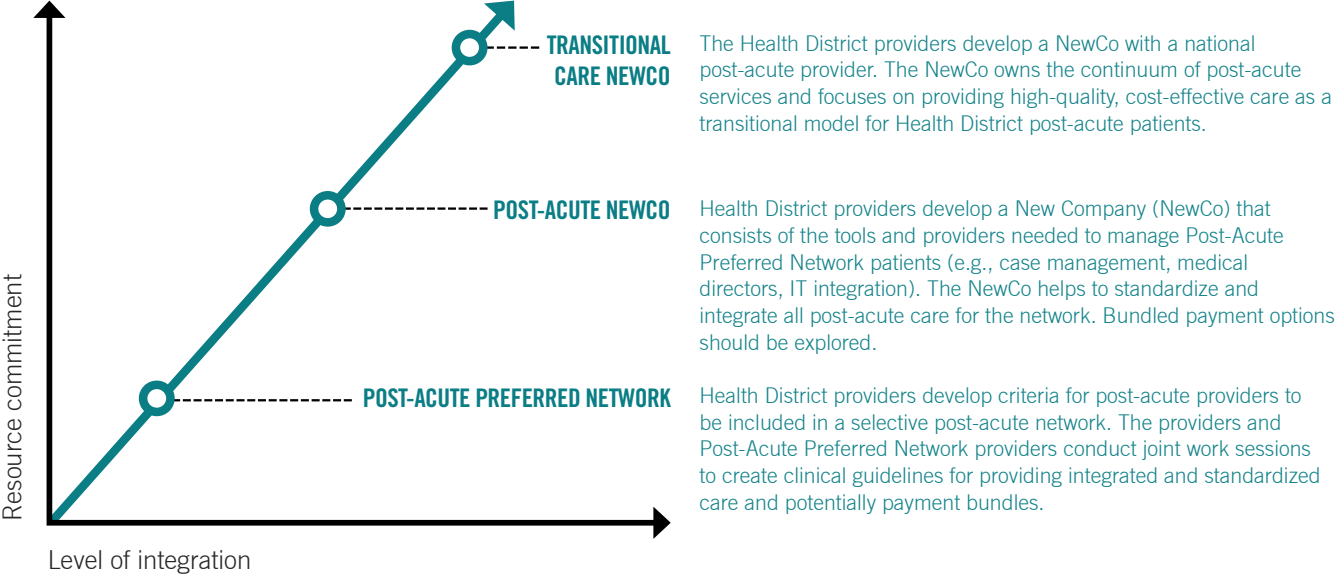 TRANSITIONAL
CARE NEWCO
The Health District providers develop a NewCo with a national
post-acute provider. The NewCo owns the continuum of post-acute
services and focuses on providing high-quality, cost-effective care as a
transitional model for Health District post-acute patients.
POST-ACUTE NEWCO
Health District providers develop a New Company (NewCo) that
consists of the tools and providers needed to manage Post-Acute
Preferred Network patients (e.g., case management, medical
directors, IT integration). The NewCo helps to standardize and
integrate all post-acute care for the network. Bundled payment options
should be explored.
POST-ACUTE PREFERRED NETWORK
Health District providers develop criteria for post-acute providers to
be included in a selective post-acute network. The providers and
Post-Acute Preferred Network providers conduct joint work sessions
to create clinical guidelines for providing integrated and standardized
care and potentially payment bundles.
Resource commitment
Level of integration